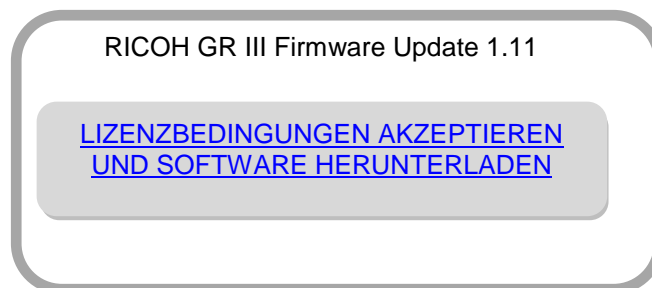 RICOH GR III Firmware Update 1.11
LIZENZBEDINGUNGEN AKZEPTIEREN
UND SOFTWARE HERUNTERLADEN